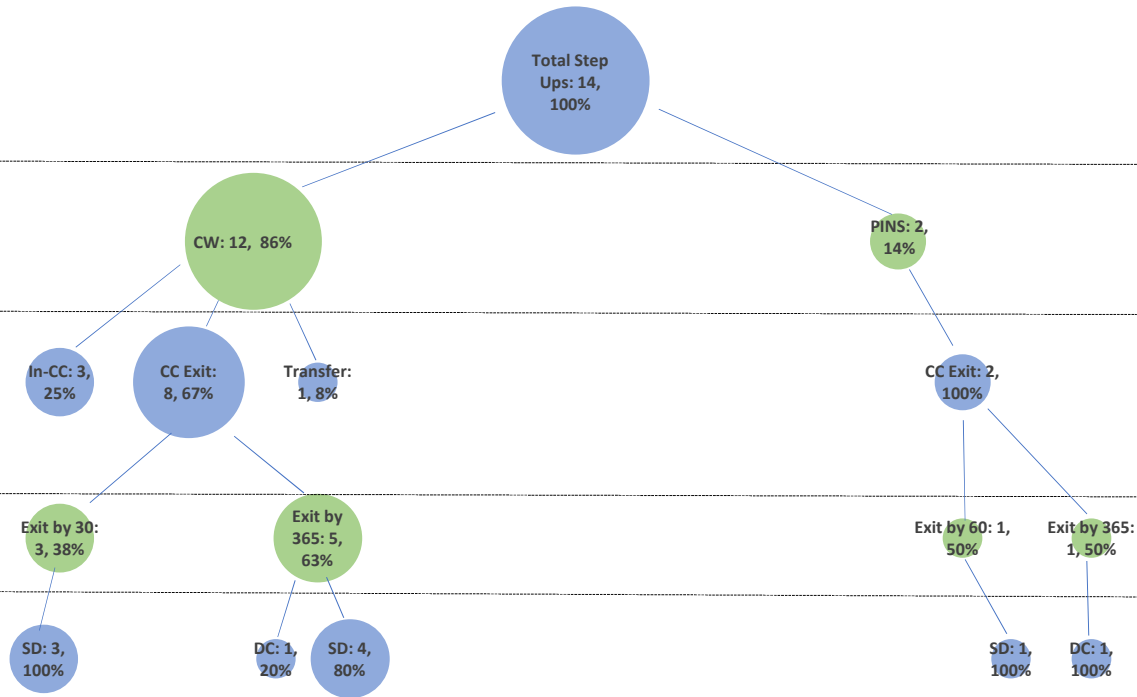 Total Step
Ups: 14,
100%
CW: 12, 86%
PINS: 2,
14%
In-CC: 3,
25%
CC Exit:
8, 67%
Transfer:
1, 8%
CC Exit: 2,
100%
Exit by 30:
3, 38%
Exit by
365: 5,
63%
Exit by 60: 1,
50%
Exit by 365:
1, 50%
SD: 3,
100%
DC: 1,
20%
SD: 4,
80%
SD: 1,
100%
DC: 1,
100%